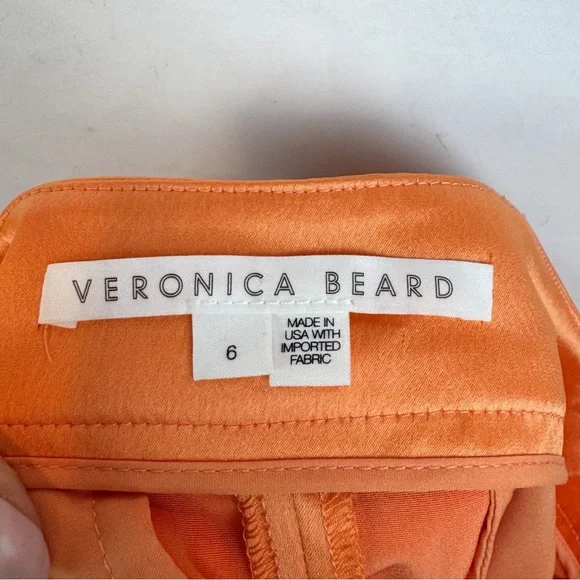 VERONICA BEARD
6
MADE IN
USA WITH
IMPORTED
FABRIC